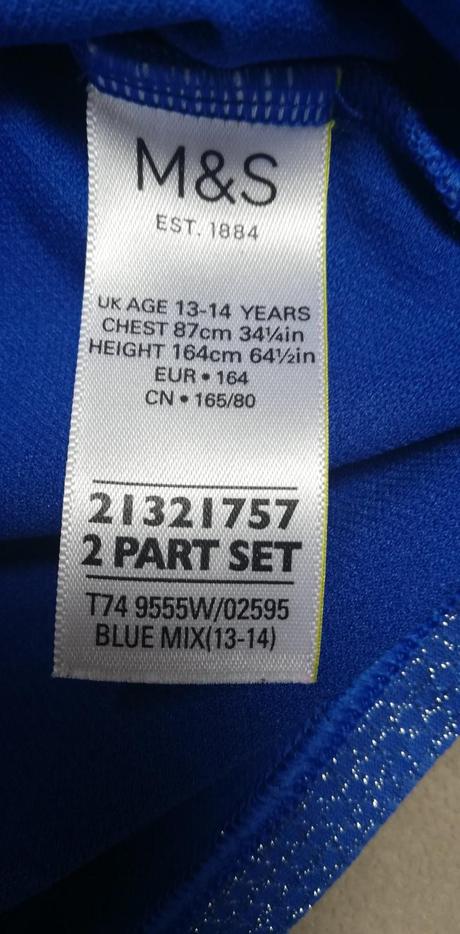 M&S
EST. 1884
UK AGE 13-14 YEARS
CHEST 87cm 34¼in
HEIGHT 164cm 64½in
EUR • 164
CN • 165/80
21321757
2 PART SET
T74 9555W/02595
BLUE MIX(13-14)